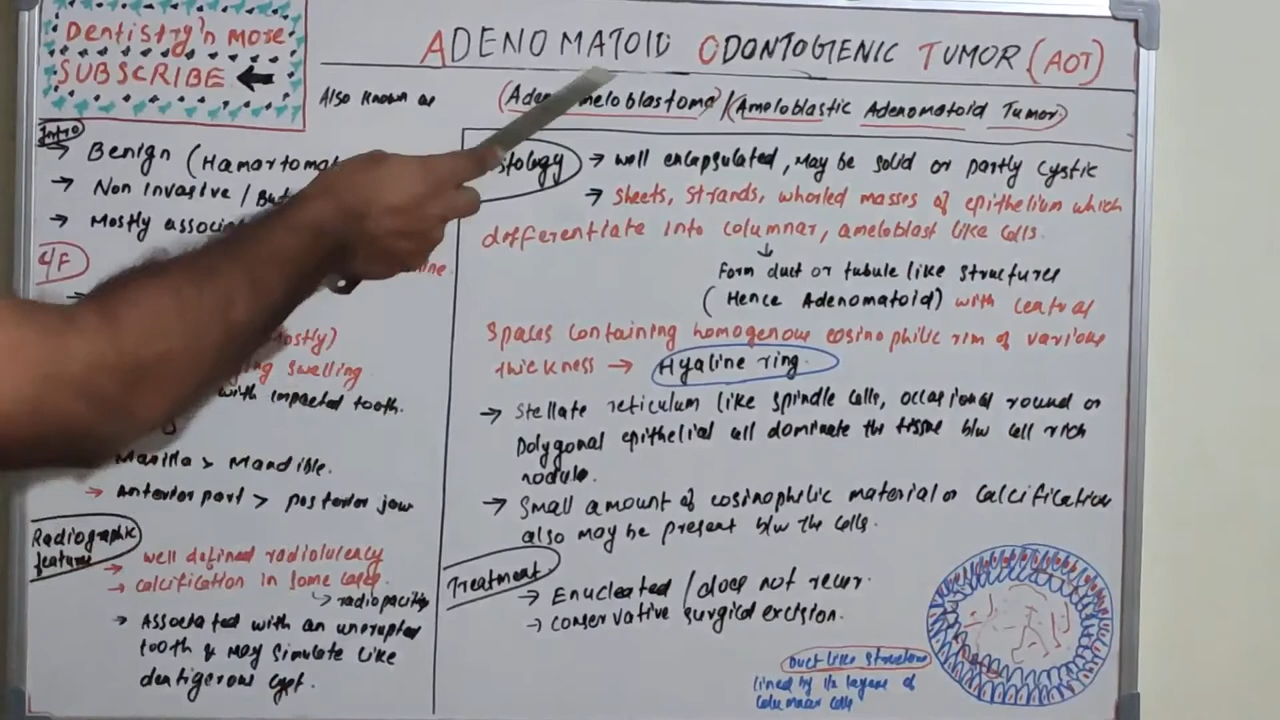 Dentistry'n more
SUBSCRIBE
ADENOMATOID ODONTOGENIC TUMOR (AOT)
Also known as
(Ameloblastic Adenomatoid Tumor)
Intro
→ Benign
→ Non invasive /
→ Mostly
C/F
swelling
with impacted tooth.
Maxilla > Mandible.
→ Anterior part > posterior jaw
Radiographic
features
→ well defined radiolucency
→ calcification in some cases.
↳ radiopacity
→ Associated with an unerupted
tooth & may simulate like
dentigerous cyst.
→ well encapsulated, may be solid or partly cystic
→ sheets, strands, whorled masses of epithelium which
differentiate into columnar, ameloblast like cells.
↓
Form duct or tubule like structures
(Hence Adenomatoid) with central
Spaces containing homogenous eosinophilic rim of various
thickness → Hyaline ring.
→ Stellate reticulum like spindle cells, occasional round or
polygonal epithelial cell dominate the tissue b/w cell rich
nodule.
→ Small amount of eosinophilic material or calcification
also may be present b/w the cells.
Treatment
→ Enucleated / does not recur.
→ conservative surgical excision.
Duct like structure
lined by 1/2 layers of
columnar cells